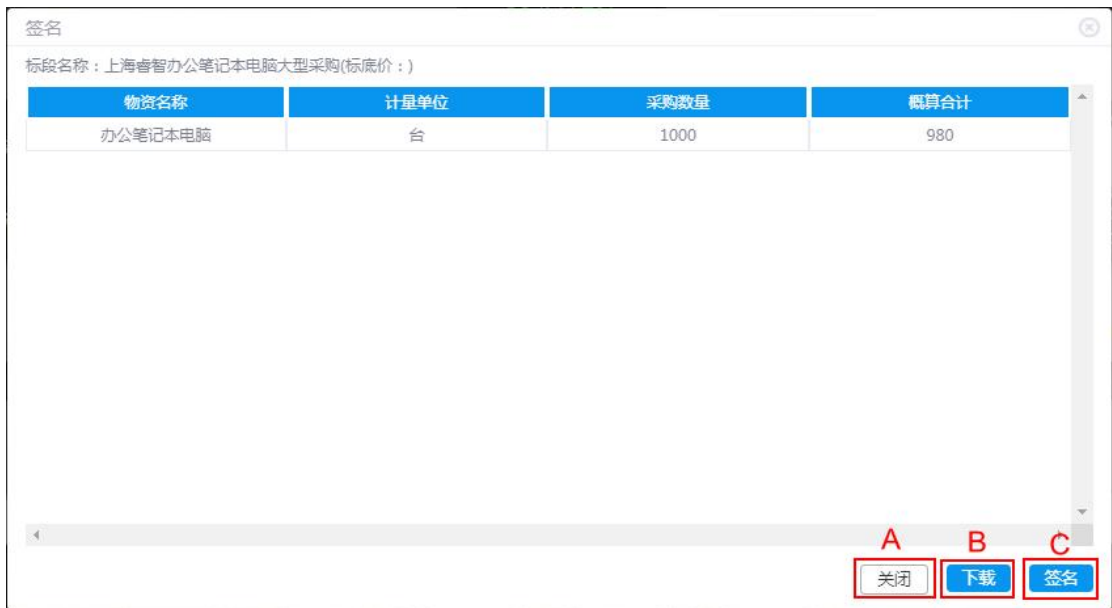 签名
标段名称：上海睿智办公笔记本电脑大型采购(标底价：)
物资名称 计量单位 采购数量 概算合计
办公笔记本电脑 台 1000 980
A B C
关闭 下载 签名